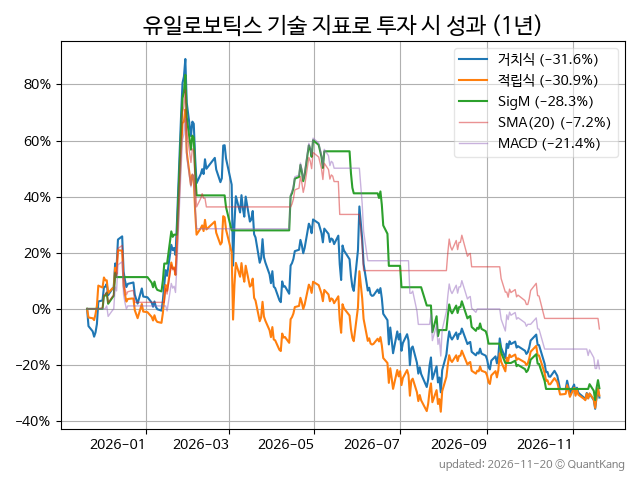 유일로보틱스 기술 지표로 투자 시 성과 (1년)
거치식 (-31.6%)
적립식 (-30.9%)
SigM (-28.3%)
SMA(20) (-7.2%)
MACD (-21.4%)
80%
60%
40%
20%
0%
-20%
-40%
2026-01 2026-03 2026-05 2026-07 2026-09 2026-11
updated: 2026-11-20 © QuantKang